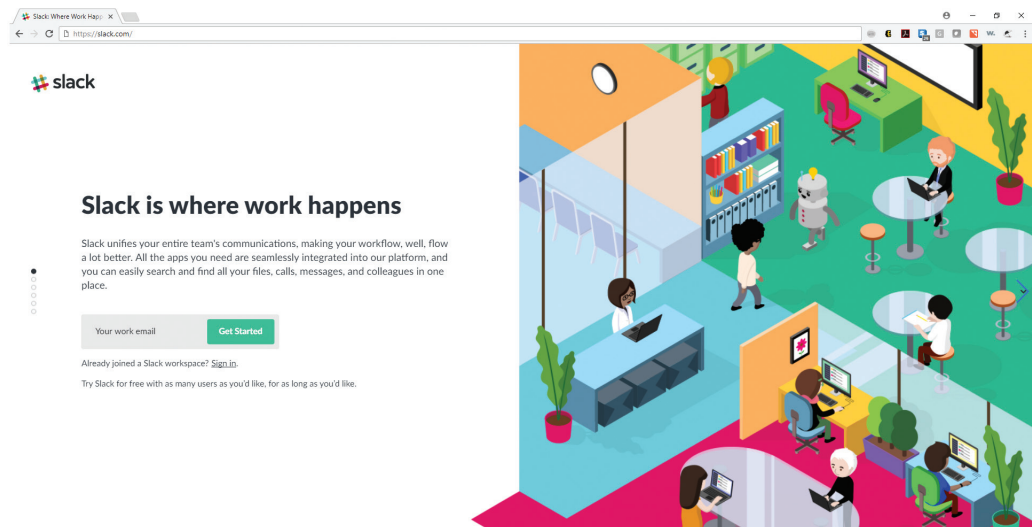 Slack: Where Work Happ
https://slack.com/
W.
slack
Slack is where work happens
Slack unifies your entire team's communications, making your workflow, well, flow
a lot better. All the apps you need are seamlessly integrated into our platform, and
you can easily search and find all your files, calls, messages, and colleagues in one
place.
Your work email
Get Started
Already joined a Slack workspace? Sign in.
Try Slack for free with as many users as you'd like, for as long as you'd like.